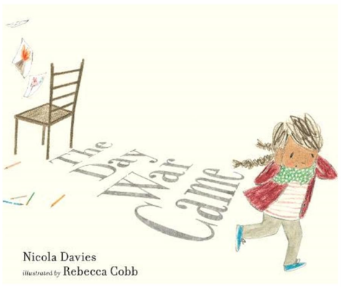 The
Day
War
Came
Nicola Davies
illustrated by Rebecca Cobb